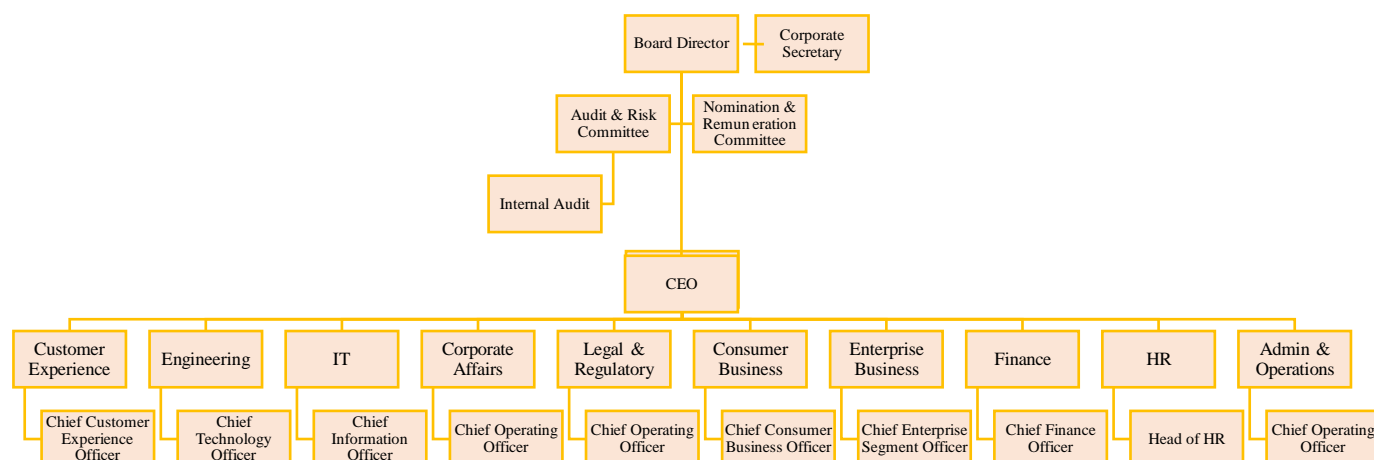 Board Director
Corporate
Secretary
Audit & Risk
Committee
Nomination &
Remuneration
Committee
Internal Audit
CEO
Customer
Experience
Engineering
IT
Corporate
Affairs
Legal &
Regulatory
Consumer
Business
Enterprise
Business
Finance
HR
Admin &
Operations
Chief Customer
Experience
Officer
Chief
Technology
Officer
Chief
Information
Officer
Chief Operating
Officer
Chief Operating
Officer
Chief Consumer
Business Officer
Chief Enterprise
Segment Officer
Chief Finance
Officer
Head of HR
Chief Operating
Officer